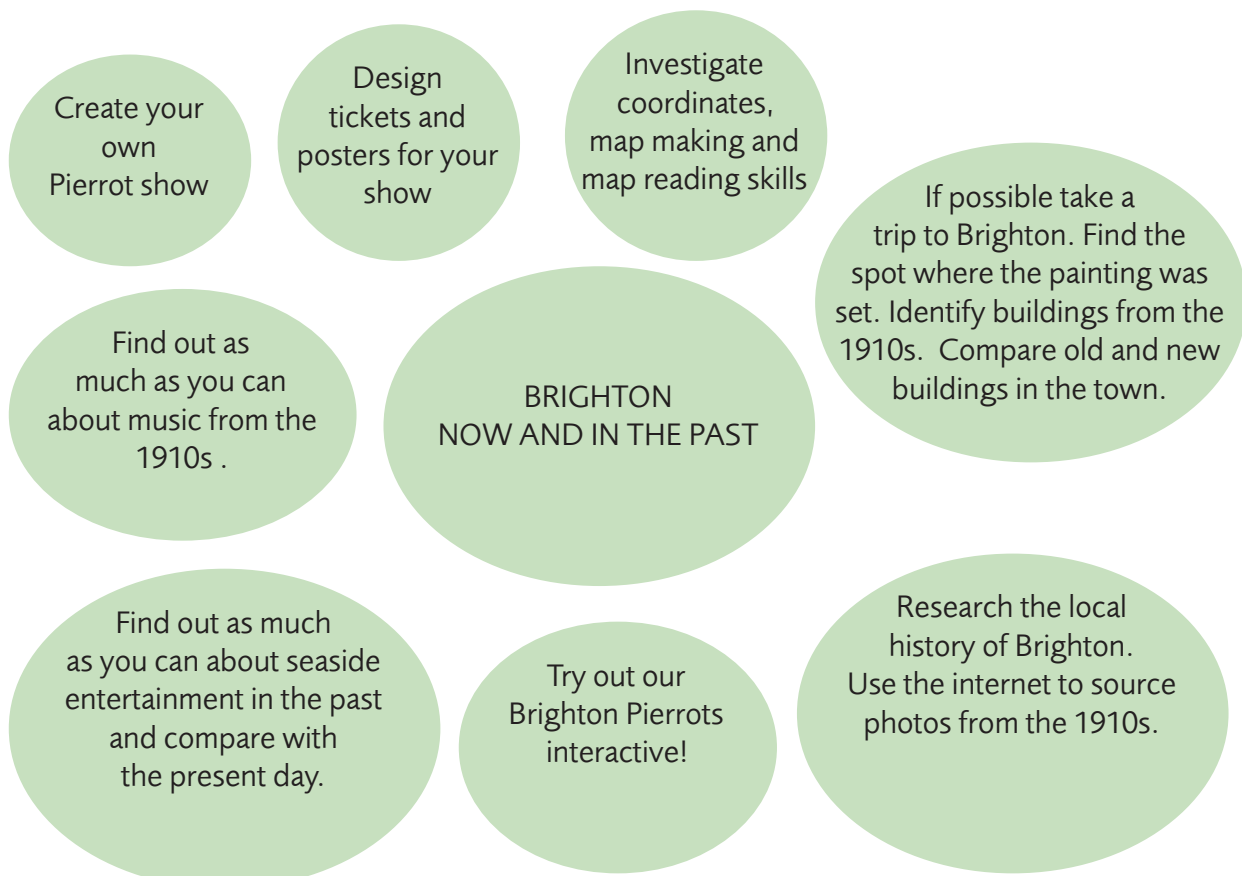 Create your
own
Pierrot show
Design
tickets and
posters for your
show
Investigate
coordinates,
map making and
map reading skills
If possible take a
trip to Brighton. Find the
spot where the painting was
set. Identify buildings from the
1910s.  Compare old and new
buildings in the town.
Find out as
much as you can
about music from the
1910s .
BRIGHTON
NOW AND IN THE PAST
Find out as much
as you can about seaside
entertainment in the past
and compare with
the present day.
Try out our
Brighton Pierrots
interactive!
Research the local
history of Brighton.
Use the internet to source
photos from the 1910s.